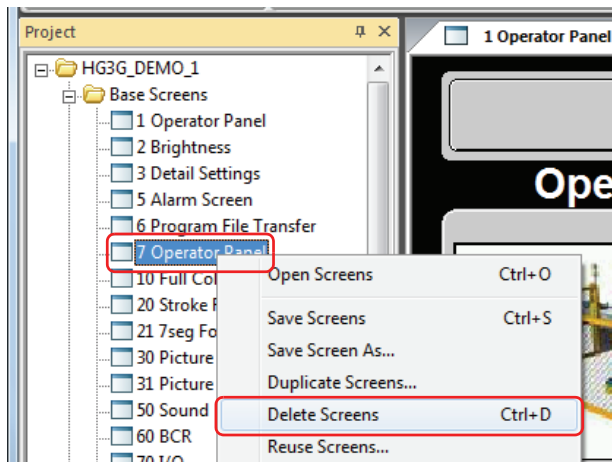 Project
1 Operator Panel
HG3G_DEMO_1
Base Screens
1 Operator Panel
2 Brightness
3 Detail Settings
5 Alarm Screen
6 Program File Transfer
7 Operator Panel
10 Full Col
20 Stroke F
21 7seg Fo
30 Picture
31 Picture
50 Sound
60 BCR
70 I/O
Open Screens Ctrl+O
Save Screens Ctrl+S
Save Screen As...
Duplicate Screens...
Delete Screens Ctrl+D
Reuse Screens...
Ope